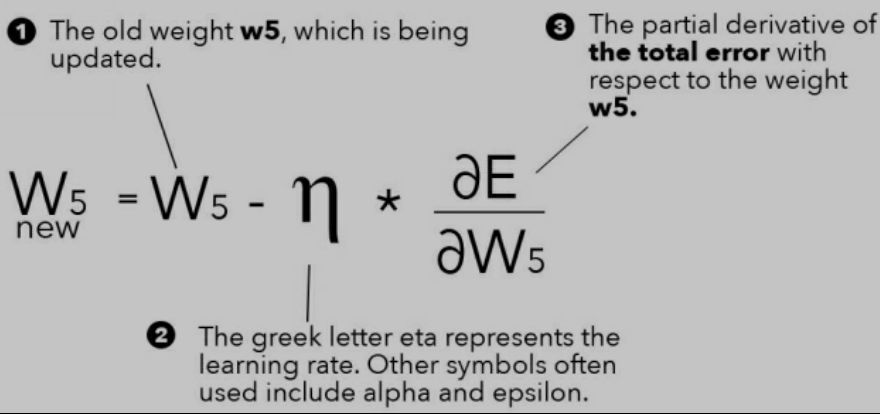 1 The old weight w5, which is being
updated.
3 The partial derivative of
the total error with
respect to the weight
w5.
W5 new = W5 - η * ∂E/∂W5
2 The greek letter eta represents the
learning rate. Other symbols often
used include alpha and epsilon.